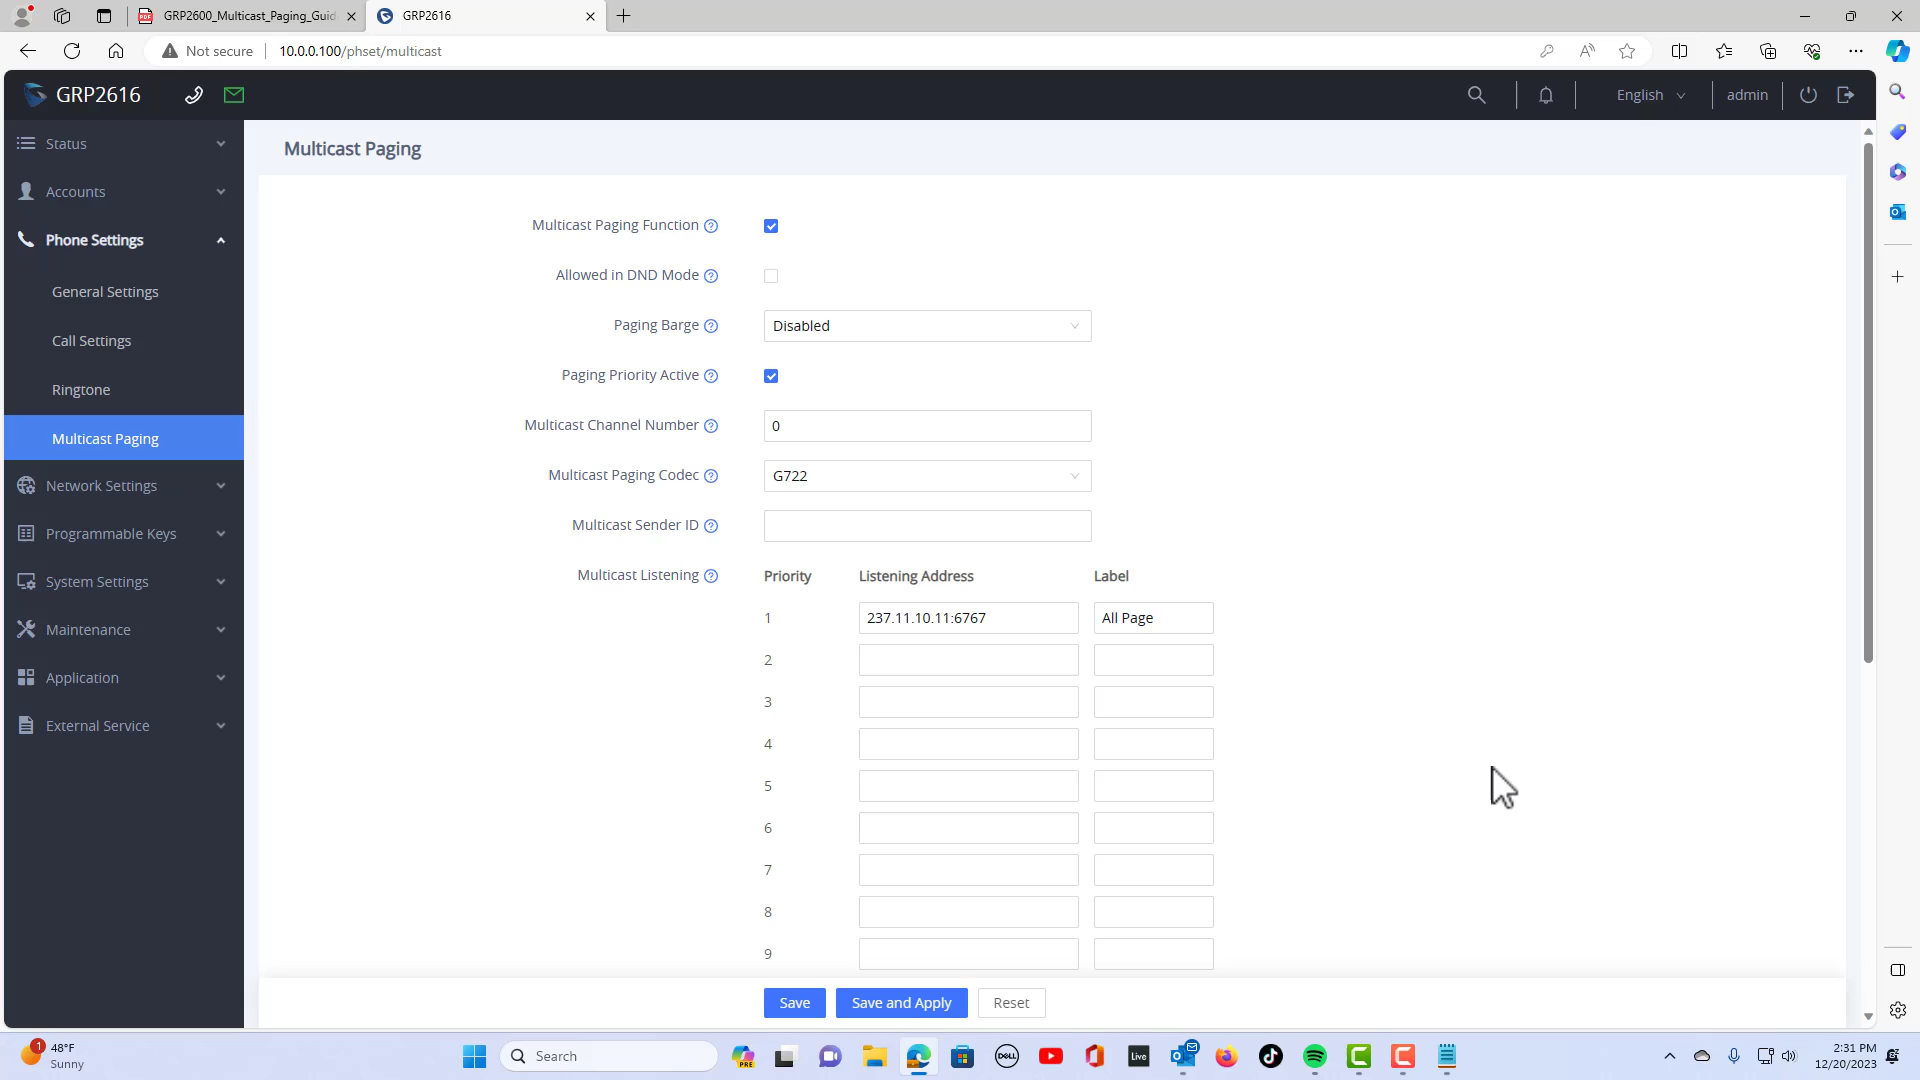 GRP2600_Multicast_Paging_Guid
GRP2616
Not secure
10.0.0.100/phset/multicast
GRP2616
English
admin
Status
Accounts
Phone Settings
General Settings
Call Settings
Ringtone
Multicast Paging
Network Settings
Programmable Keys
System Settings
Maintenance
Application
External Service
Multicast Paging
Multicast Paging Function
Allowed in DND Mode
Paging Barge Disabled
Paging Priority Active
Multicast Channel Number 0
Multicast Paging Codec G722
Multicast Sender ID
Multicast Listening Priority Listening Address Label
1 237.11.10.11:6767 All Page
2
3
4
5
6
7
8
9
Save Save and Apply Reset
1
48°F
Sunny
Search
PRE
DELL
Live
2:31 PM
12/20/2023